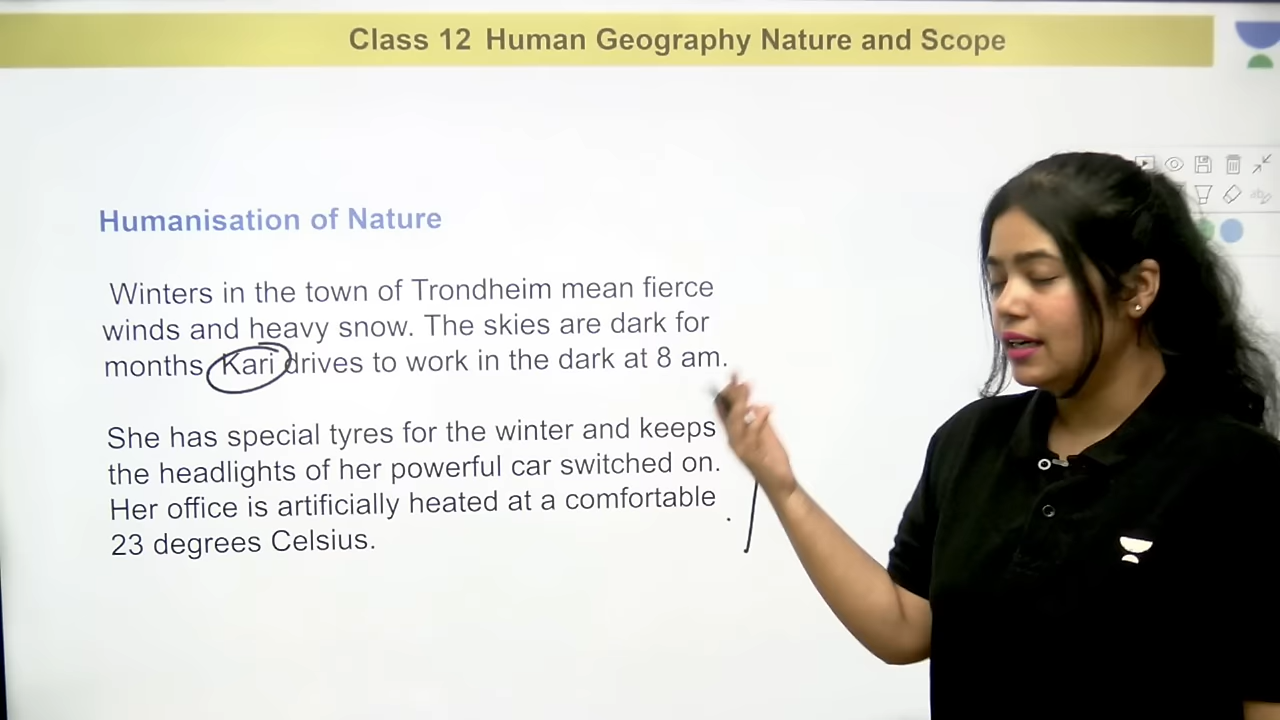 Class 12 Human Geography Nature and Scope
Humanisation of Nature
Winters in the town of Trondheim mean fierce
winds and heavy snow. The skies are dark for
months. Kari drives to work in the dark at 8 am.
She has special tyres for the winter and keeps
the headlights of her powerful car switched on.
Her office is artificially heated at a comfortable
23 degrees Celsius.